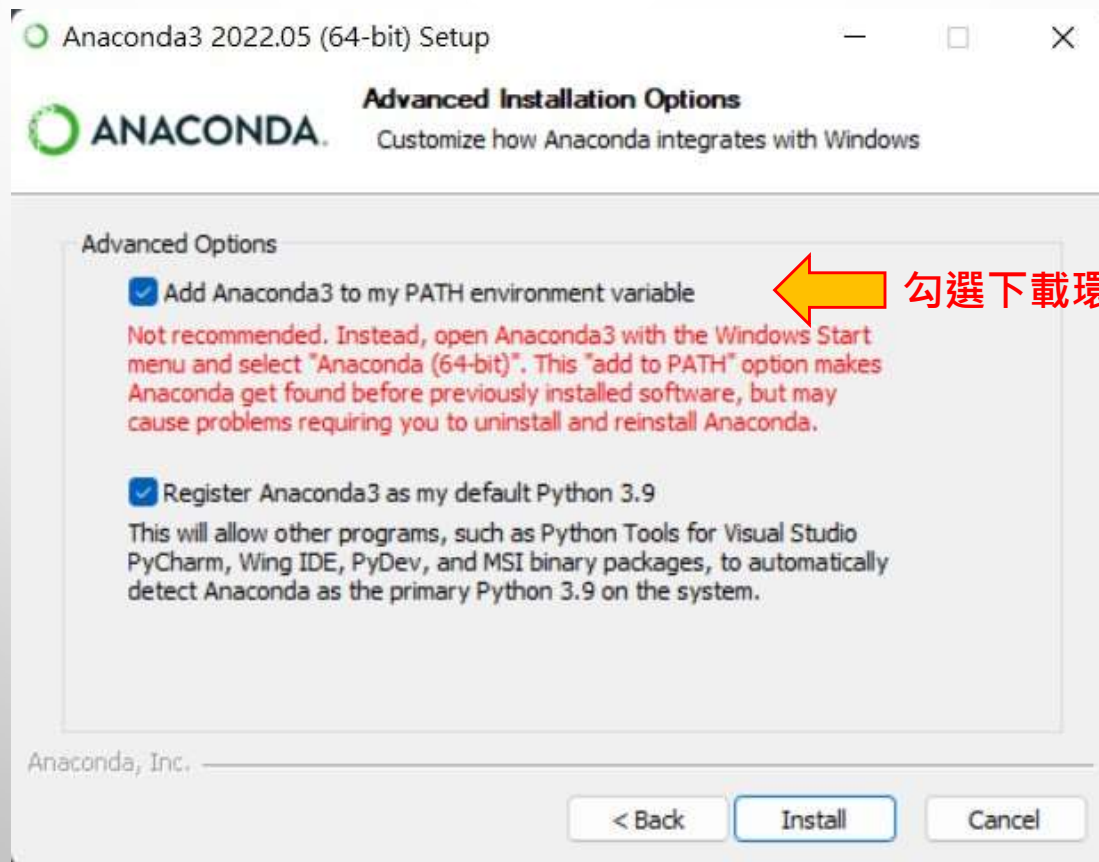 Anaconda3 2022.05 (64-bit) Setup
ANACONDA.
Advanced Installation Options
Customize how Anaconda integrates with Windows
Advanced Options
Add Anaconda3 to my PATH environment variable
勾選下載環
Not recommended. Instead, open Anaconda3 with the Windows Start
menu and select "Anaconda (64-bit)". This "add to PATH" option makes
Anaconda get found before previously installed software, but may
cause problems requiring you to uninstall and reinstall Anaconda.
Register Anaconda3 as my default Python 3.9
This will allow other programs, such as Python Tools for Visual Studio
PyCharm, Wing IDE, PyDev, and MSI binary packages, to automatically
detect Anaconda as the primary Python 3.9 on the system.
Anaconda, Inc.
< Back
Install
Cancel